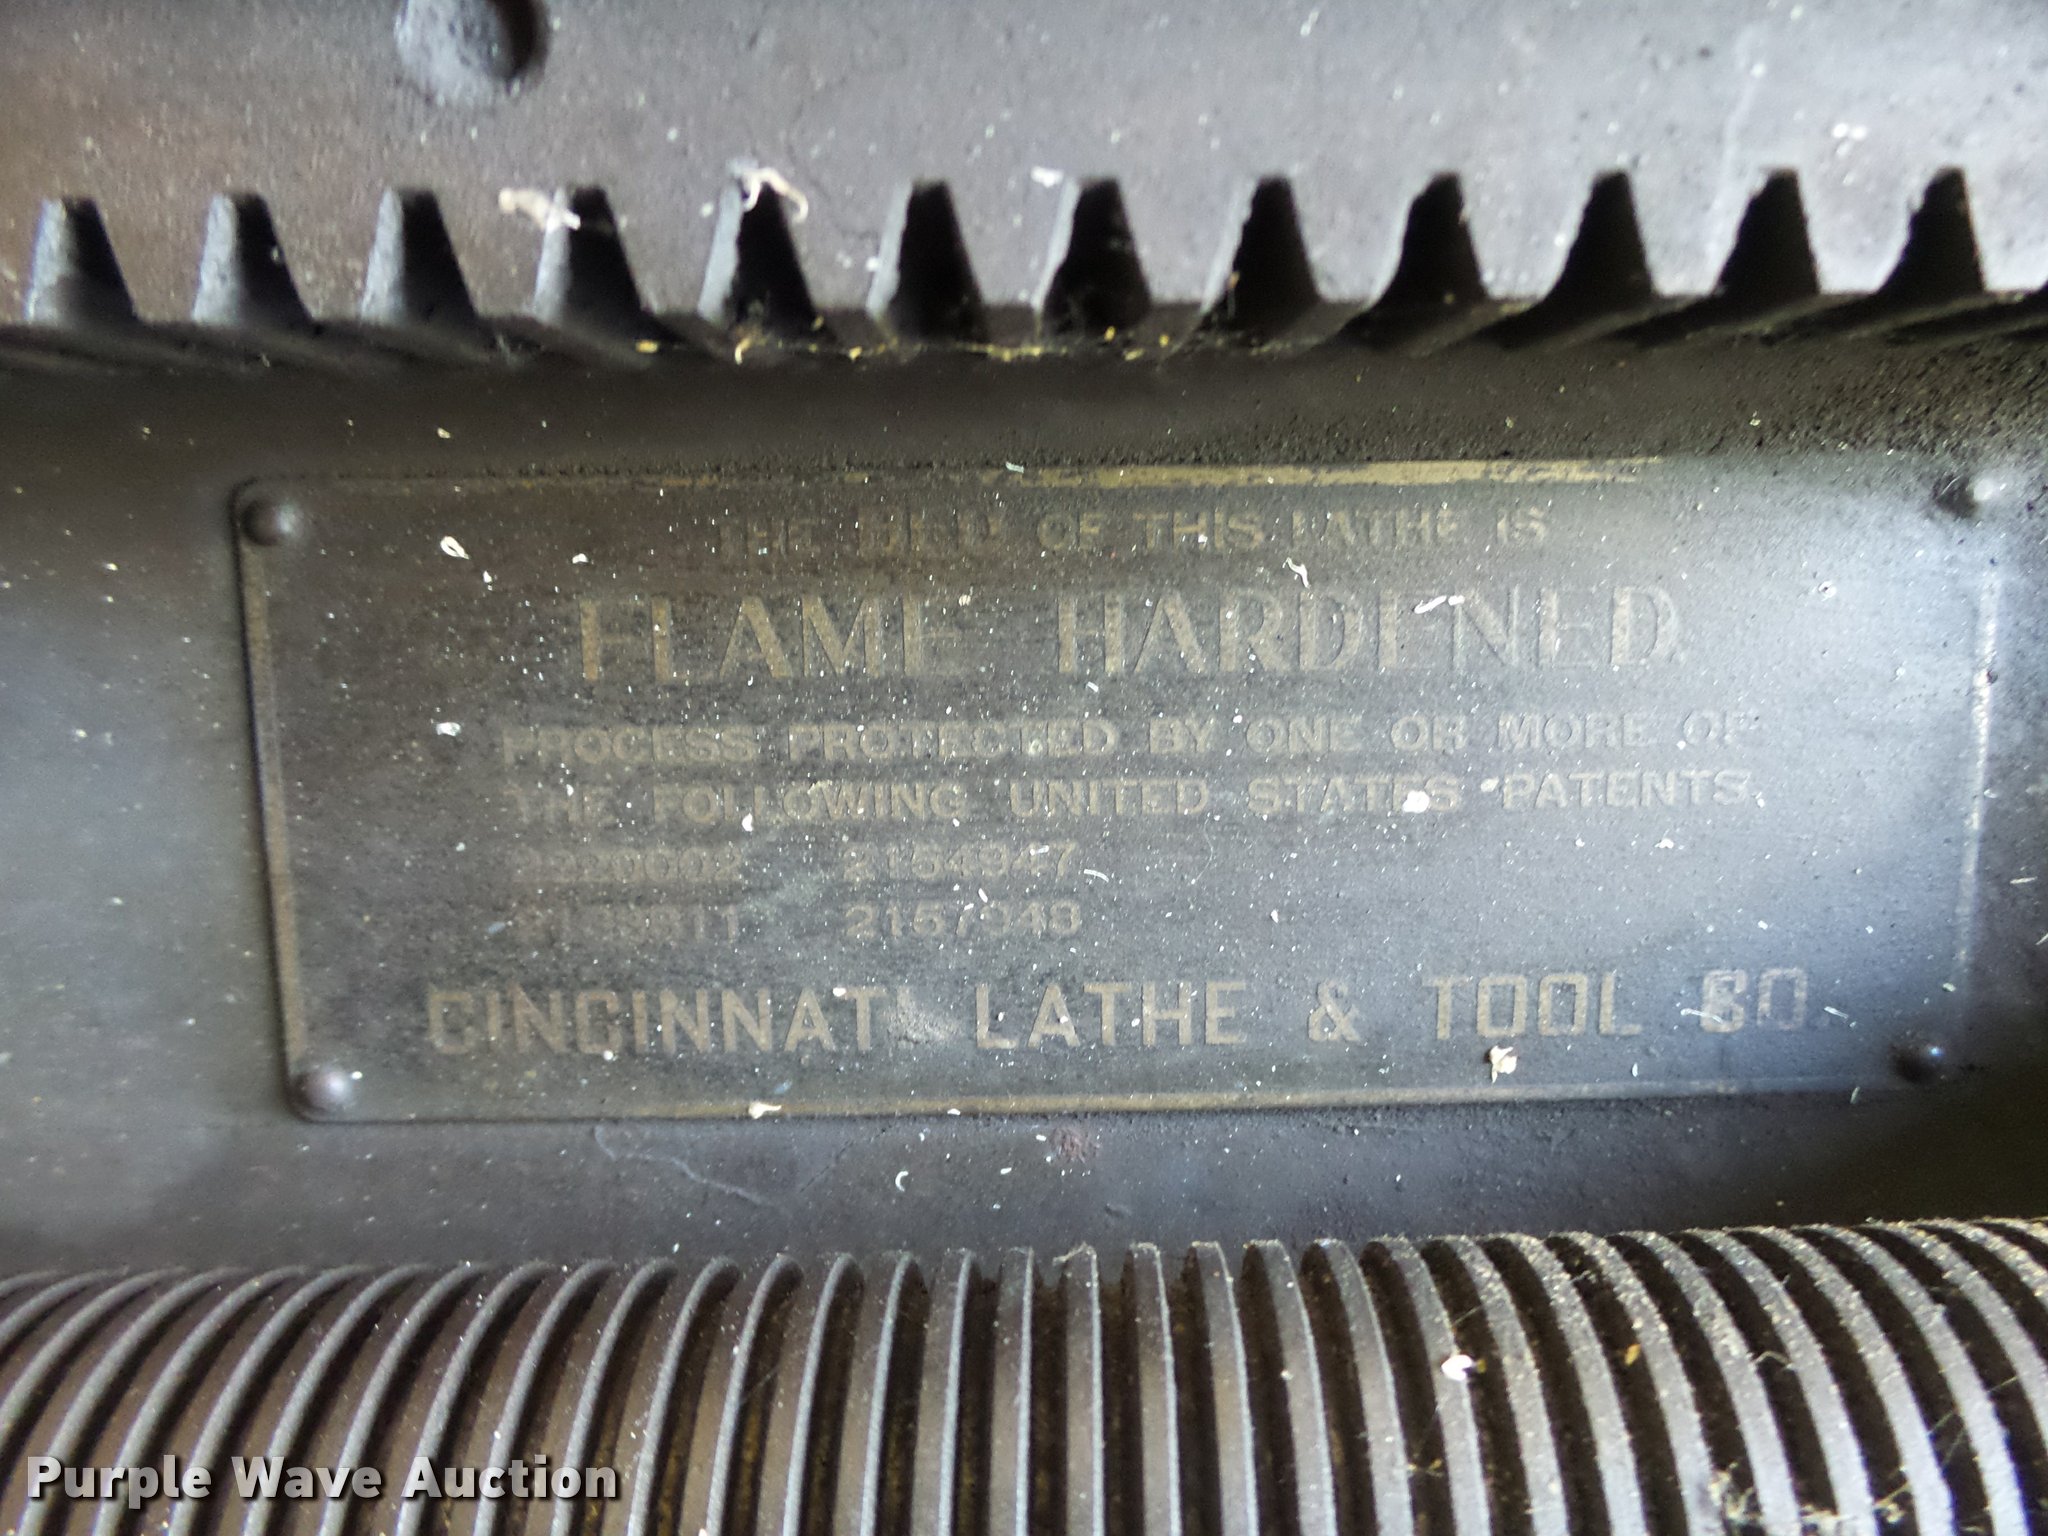 THE BED OF THIS LATHE IS
FLAME HARDENED
PROCESS PROTECTED BY ONE OR MORE OF
THE FOLLOWING UNITED STATES PATENTS
2154947
CINCINNATI LATHE & TOOL CO.
Purple Wave Auction